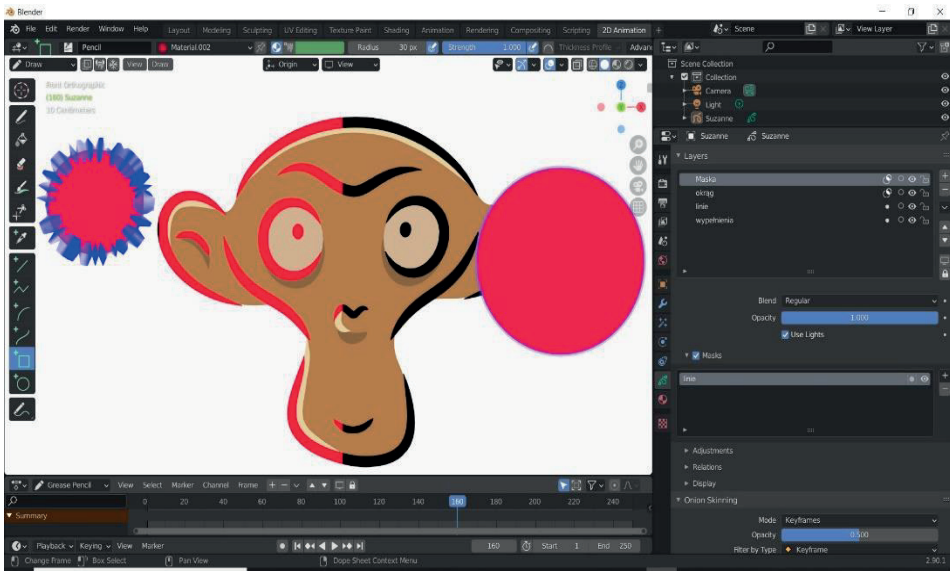 Blender
File Edit Render Window Help Layout Modeling Sculpting UV Editing Texture Paint Shading Animation Rendering Compositing Scripting 2D Animation + Scene View Layer
Pencil Material.002 Radius 30 px Strength 1.000 Thickness Profile Advan
Draw View Draw Origin View
Front Orthographic
(160) Suzanne
10 Centimeters
Scene Collection
Collection
Camera
Light
Suzanne
Suzanne Suzanne
Layers
Maska
okrąg
linie
wypełnienia
Blend Regular
Opacity 1.000
Use Lights
Masks
linie
Adjustments
Relations
Display
Onion Skinning
Mode Keyframes
Opacity 0.500
Filter by Type Keyframe
Grease Pencil View Select Marker Channel Frame
0 20 40 60 80 100 120 140 160 180 200 220 240
Summary
Playback Keying View Marker 160 Start 1 End 250
Change Frame Box Select Pan View Dope Sheet Context Menu 2.90.1